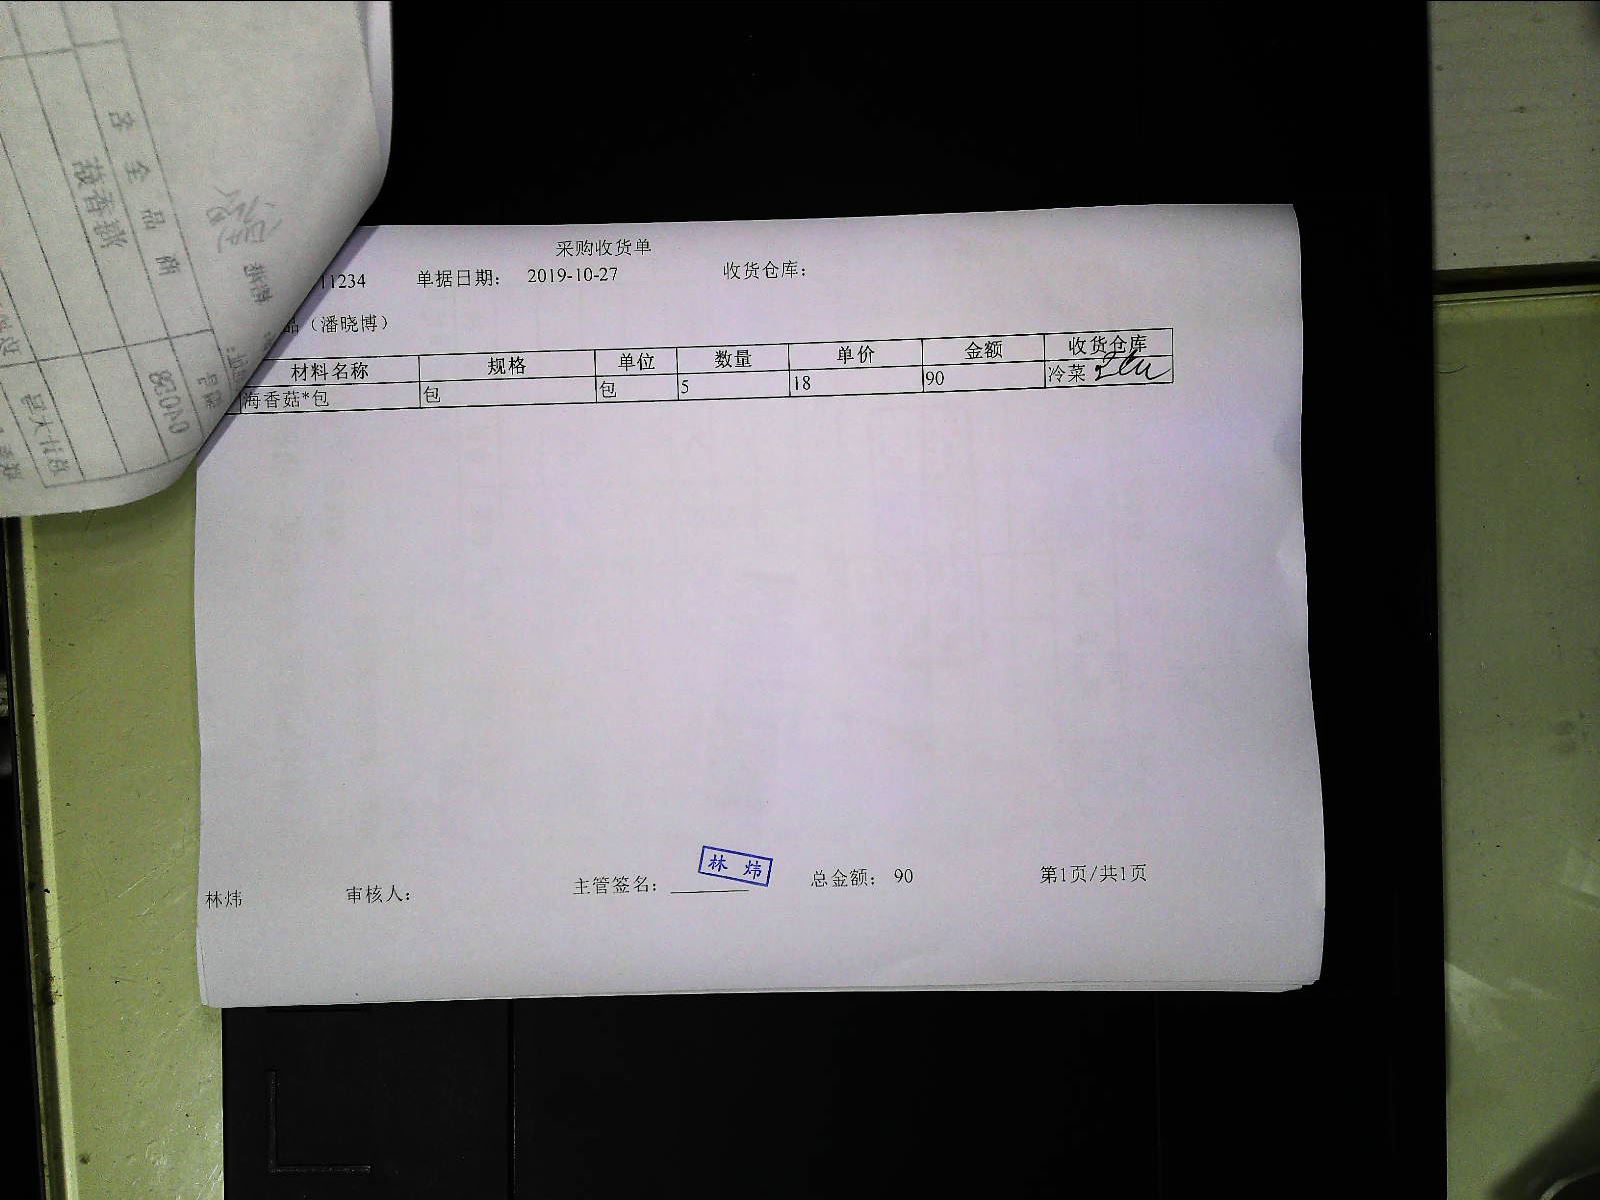 采购收货单
11234 单据日期： 2019-10-27 收货仓库：
品（潘晓博）
材料名称 规格 单位 数量 单价 金额 收货仓库
海香菇*包 包 包 5 18 90 冷菜
林炜 审核人： 主管签名： 林炜 总金额： 90 第1页/共1页